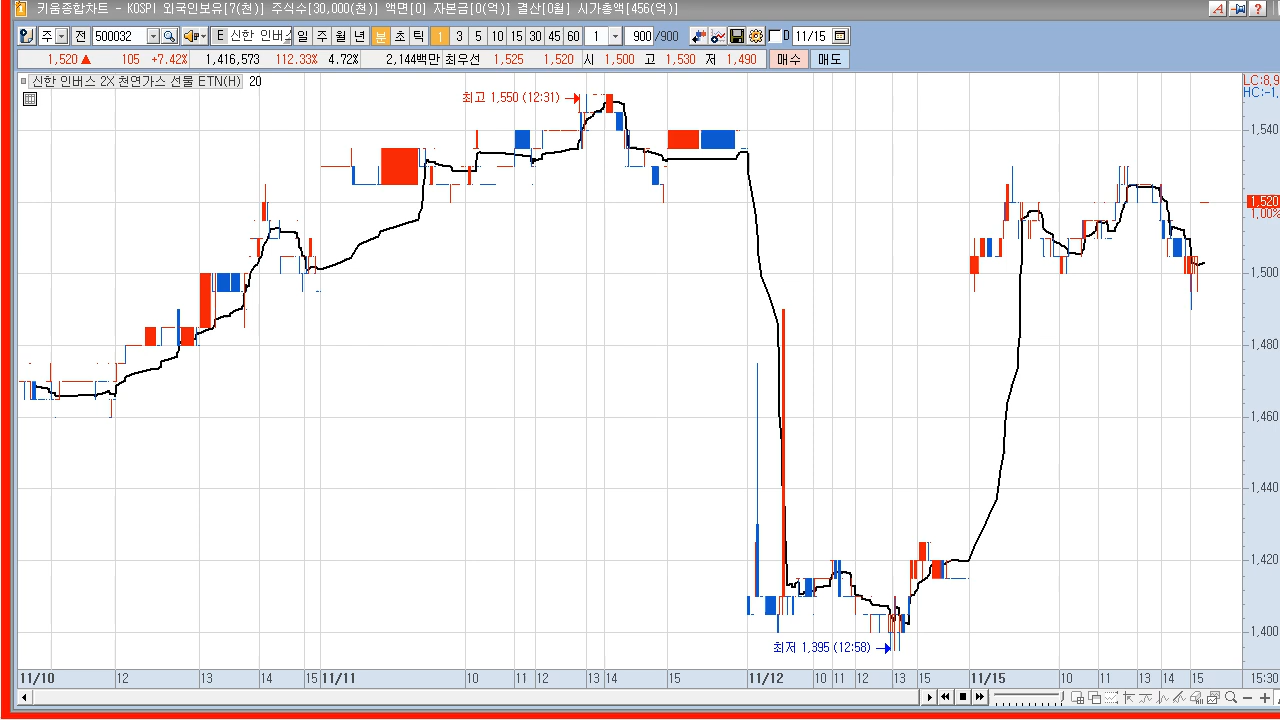 키움종합차트 - KOSPI 외국인보유[7(천)] 주식수[30,000(천)] 액면[0] 자본금[0(억)] 결산[0월] 시가총액[456(억)]
주 전 500032 E 신한 인버스 일 주 월 년 분 초 틱 1 3 5 10 15 30 45 60 1 900 /900 D 11/15
1,520 ▲ 105 +7.42% 1,416,573 112.33% 4.72% 2,144백만 최우선 1,525 1,520 시 1,500 고 1,530 저 1,490 매수 매도
신한 인버스 2X 천연가스 선물 ETN(H) 20
LC:8,9
HC:-1,
최고 1,550 (12:31)
1,540
1,520
1,00%
1,500
1,480
1,460
1,440
1,420
1,400
최저 1,395 (12:58)
11/10 12 13 14 15 11/11 10 11 12 13 14 15 11/12 10 11 12 13 15 11/15 10 11 13 14 15 15:30